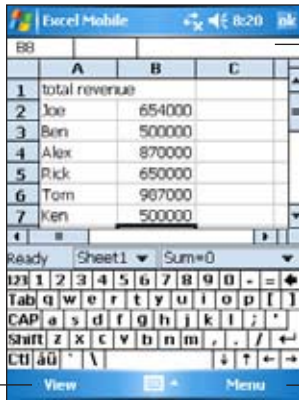 Excel Mobile 8:20 ok
B8
A B C
1 total revenue
2 Joe 654000
3 Ben 500000
4 Alex 870000
5 Rick 650000
6 Tom 987000
7 Ken 500000
Ready Sheet1 Sum=0
123 1 2 3 4 5 6 7 8 9 0 - =
Tab q w e r t y u i o p [ ]
CAP a s d f g h j k l ; '
Shift z x c v b n m , . /
Ctl áü ` \
View Menu